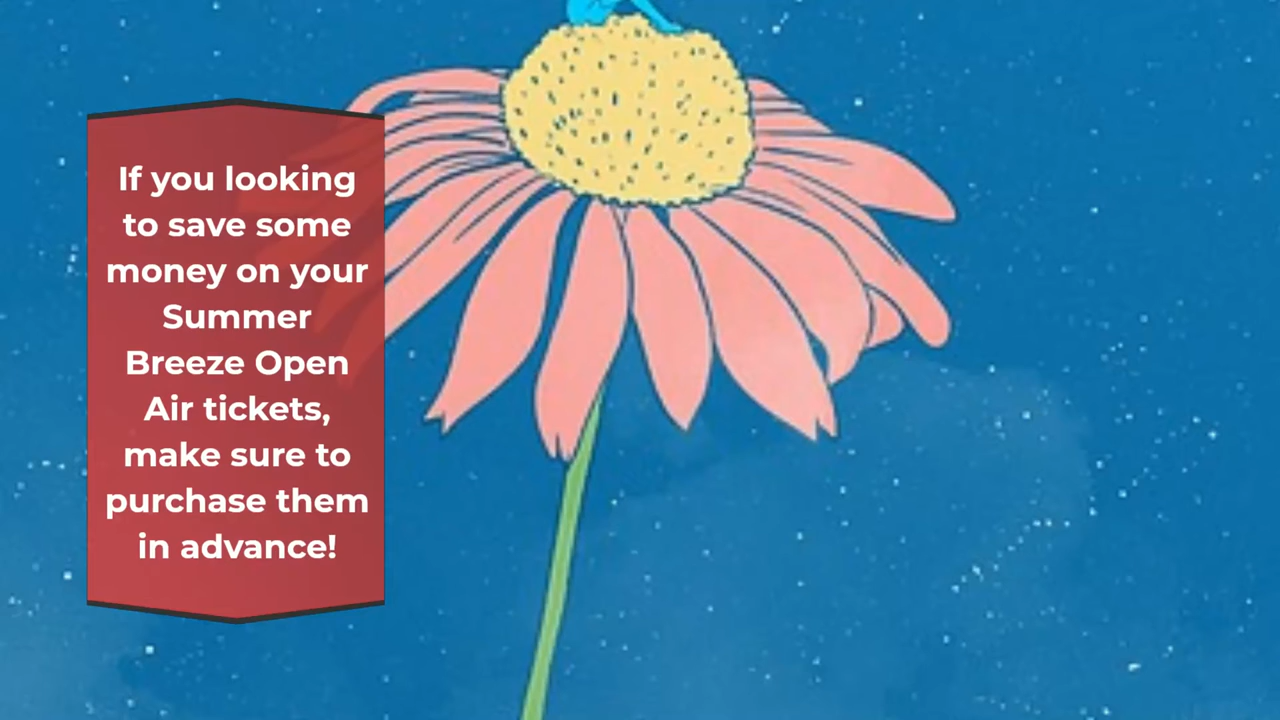 If you looking
to save some
money on your
Summer
Breeze Open
Air tickets,
make sure to
purchase them
in advance!